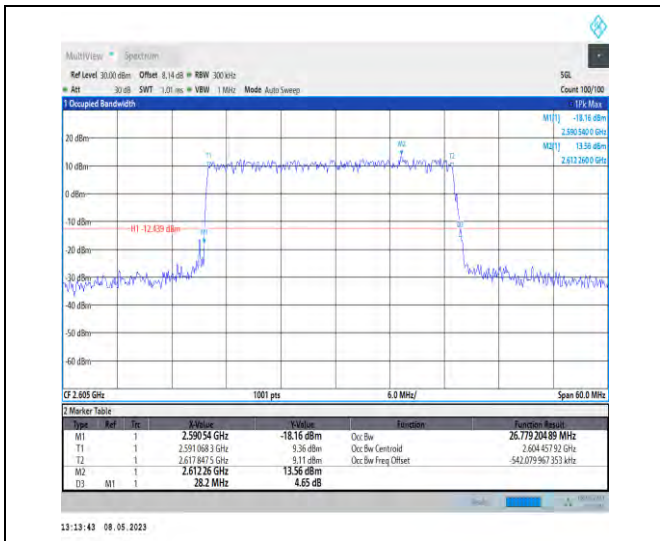 MultiView Spectrum
Ref Level 30.00 dBm Offset 8.14 dB RBW 300 kHz SGL
Att 30 dB SWT 1.01 ms VBW 1 MHz Mode Auto Sweep Count 100/100
1 Occupied Bandwidth 1Pk Max
M1[1] -18.16 dBm
2.590 540 0 GHz
M2[1] 13.56 dBm
2.612 260 0 GHz
20 dBm
M2
T1 T2
10 dBm
0 dBm
-10 dBm
H1 -12.439 dBm
M1 D3
-20 dBm
-30 dBm
-40 dBm
-50 dBm
-60 dBm
CF 2.605 GHz 1001 pts 6.0 MHz/ Span 60.0 MHz
2 Marker Table
Type Ref Trc X-Value Y-Value Function Function Result
M1 1 2.590 54 GHz -18.16 dBm Occ Bw 26.779 204 89 MHz
T1 1 2.591 068 3 GHz 9.36 dBm Occ Bw Centroid 2.604 457 92 GHz
T2 1 2.617 847 5 GHz 9.11 dBm Occ Bw Freq Offset -542.079 967 353 kHz
M2 1 2.612 26 GHz 13.56 dBm
D3 M1 1 28.2 MHz 4.65 dB
13:13:43 08.05.2023